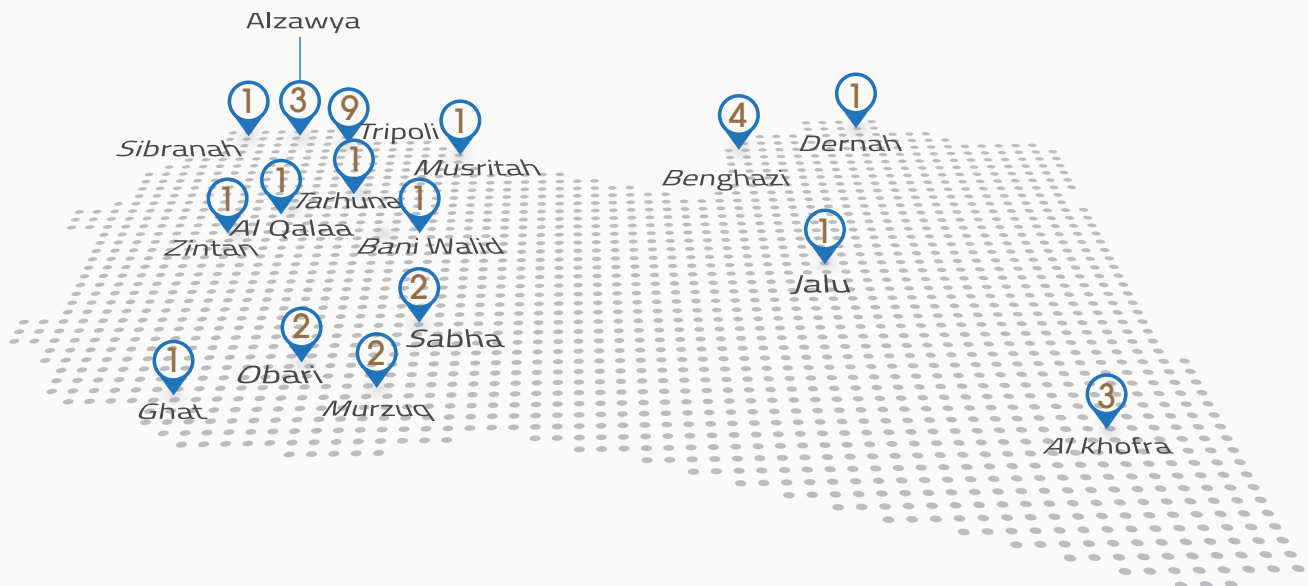 Alzawya
1
3
9
Tripoli
1
4
1
Sibranah
Musritah
Benghazi
Dernah
1
1
1
1
Tarhuna
Al Qalaa
Zintan
Bani Walid
1
Jalu
2
Sabha
2
Obari
2
Murzuq
1
Ghat
3
Al khofra